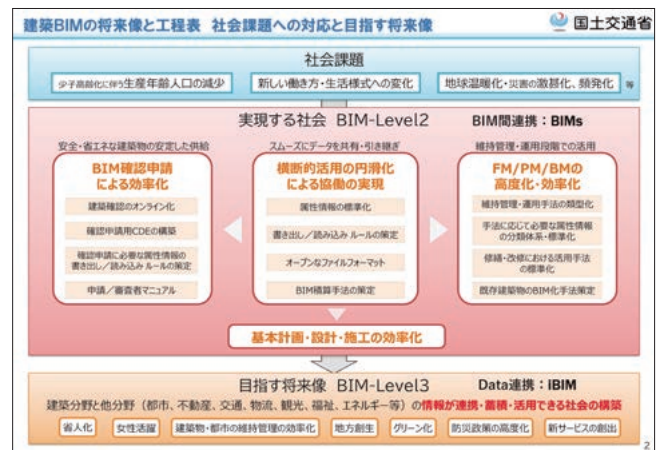 建築BIMの将来像と工程表 社会課題への対応と目指す将来像
国土交通省
社会課題
少子高齢化に伴う生産年齢人口の減少
新しい働き方・生活様式への変化
地球温暖化・災害の激甚化、頻発化
等
実現する社会 BIM-Level2
BIM間連携：BIMs
安全・省エネな建築物の安定した供給
BIM確認申請
による効率化
建築確認のオンライン化
確認申請用CDEの構築
確認申請に必要な属性情報の
書き出し／読み込み ルールの策定
申請／審査者マニュアル
スムーズにデータを共有・引き継ぎ
横断的活用の円滑化
による協働の実現
属性情報の標準化
書き出し／読み込み ルールの策定
オープンなファイルフォーマット
BIM積算手法の策定
維持管理・運用段階での活用
FM/PM/BMの
高度化・効率化
維持管理・運用手法の類型化
手法に応じて必要な属性情報
の分類体系・標準化
修繕・改修における活用手法
の標準化
既存建築物のBIM化手法策定
基本計画・設計・施工の効率化
目指す将来像 BIM-Level3
Data連携：iBIM
建築分野と他分野（都市、不動産、交通、物流、観光、福祉、エネルギー等）の情報が連携・蓄積・活用できる社会の構築
省人化
女性活躍
建築物・都市の維持管理の効率化
地方創生
グリーン化
防災政策の高度化
新サービスの創出
2